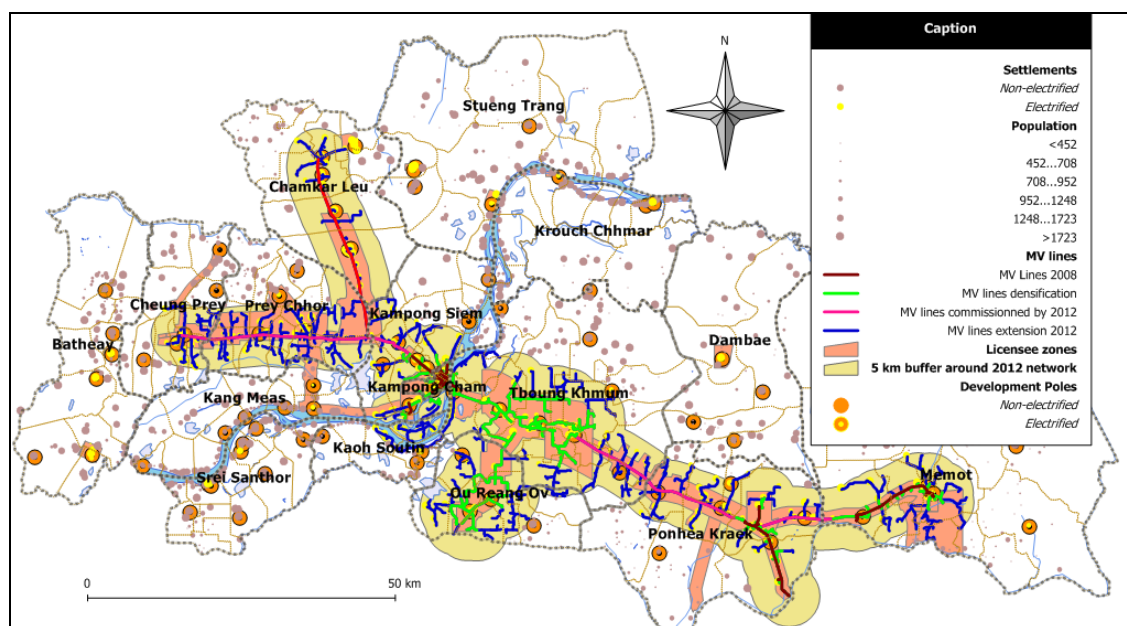 Caption
Settlements
Non-electrified
Electrified
Population
<452
452...708
708...952
952...1248
1248...1723
>1723
MV lines
MV Lines 2008
MV lines densification
MV lines commissionned by 2012
MV lines extension 2012
Licensee zones
5 km buffer around 2012 network
Development Poles
Non-electrified
Electrified
N
Stueng Trang
Chamkar Leu
Krouch Chhmar
Cheung Prey
Prey Chhor
Kampong Siem
Batheay
Dambae
Kampong Cham
Tboung Khmum
Kang Meas
Kaoh Soutin
Srei Santhor
Ou Reang Ov
Memot
Ponhea Kraek
0
50 km